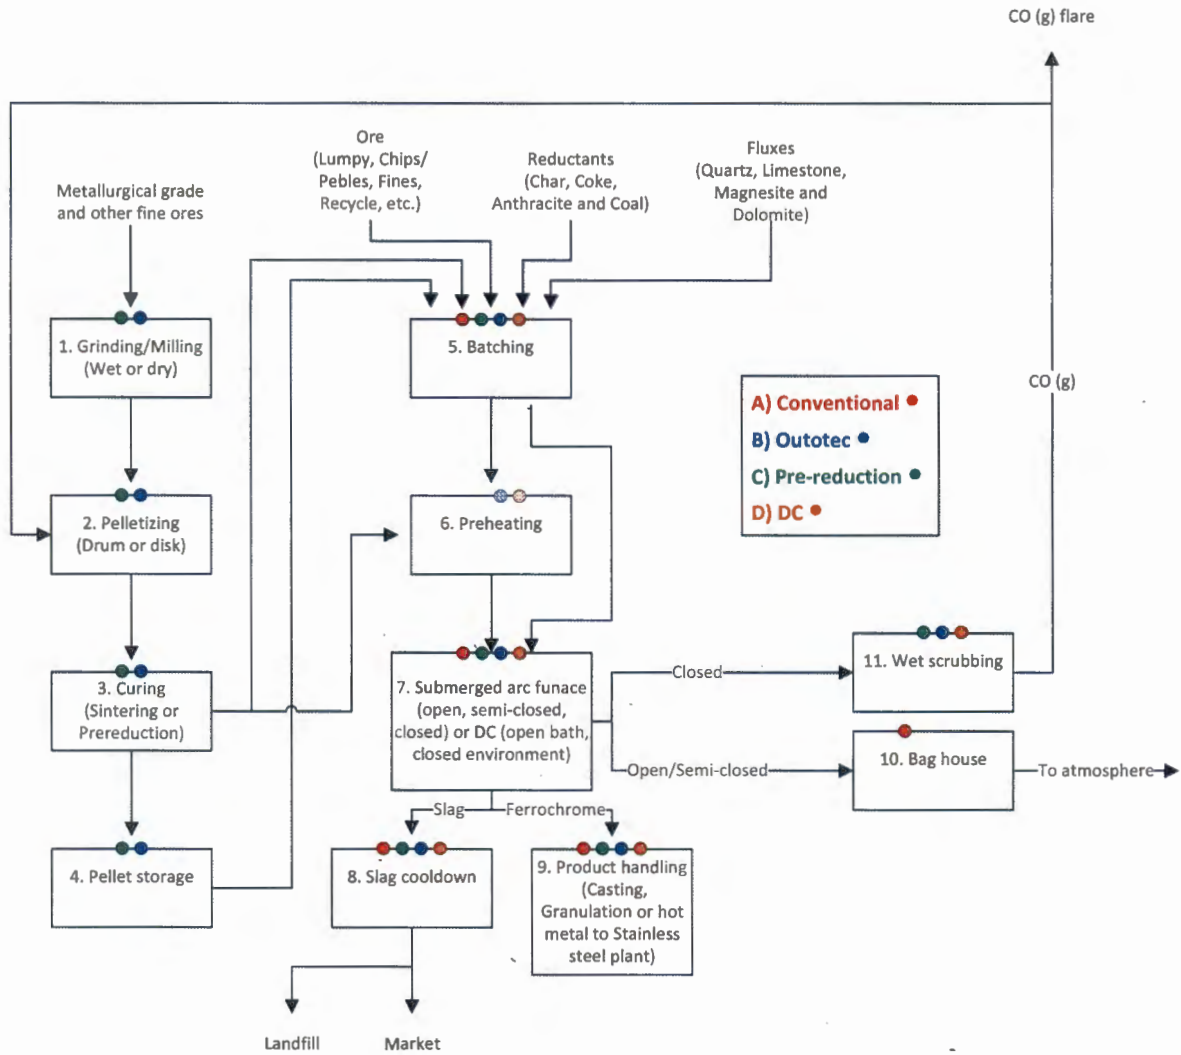 CO (g) flare
Ore
(Lumpy, Chips/
Pebles, Fines,
Recycle, etc.)
Reductants
(Char, Coke,
Anthracite and Coal)
Fluxes
(Quartz, Limestone,
Magnesite and
Dolomite)
Metallurgical grade
and other fine ores
1. Grinding/Milling
(Wet or dry)
5. Batching
CO (g)
A) Conventional
B) Outotec
C) Pre-reduction
D) DC
2. Pelletizing
(Drum or disk)
6. Preheating
3. Curing
(Sintering or
Prereduction)
7. Submerged arc funace
(open, semi-closed,
closed) or DC (open bath,
closed environment)
Closed
11. Wet scrubbing
Open/Semi-closed
10. Bag house
To atmosphere
Slag
Ferrochrome
4. Pellet storage
8. Slag cooldown
9. Product handling
(Casting,
Granulation or hot
metal to Stainless
steel plant)
Landfill
Market